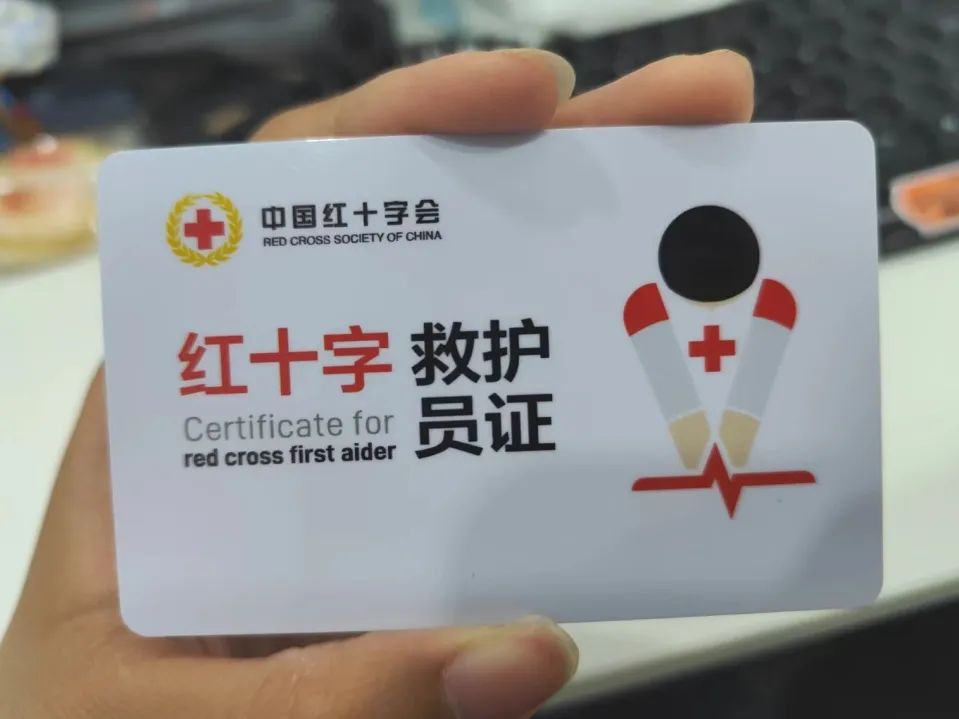 中国红十字会
RED CROSS SOCIETY OF CHINA
红十字 救护
Certificate for
red cross first aider
员证